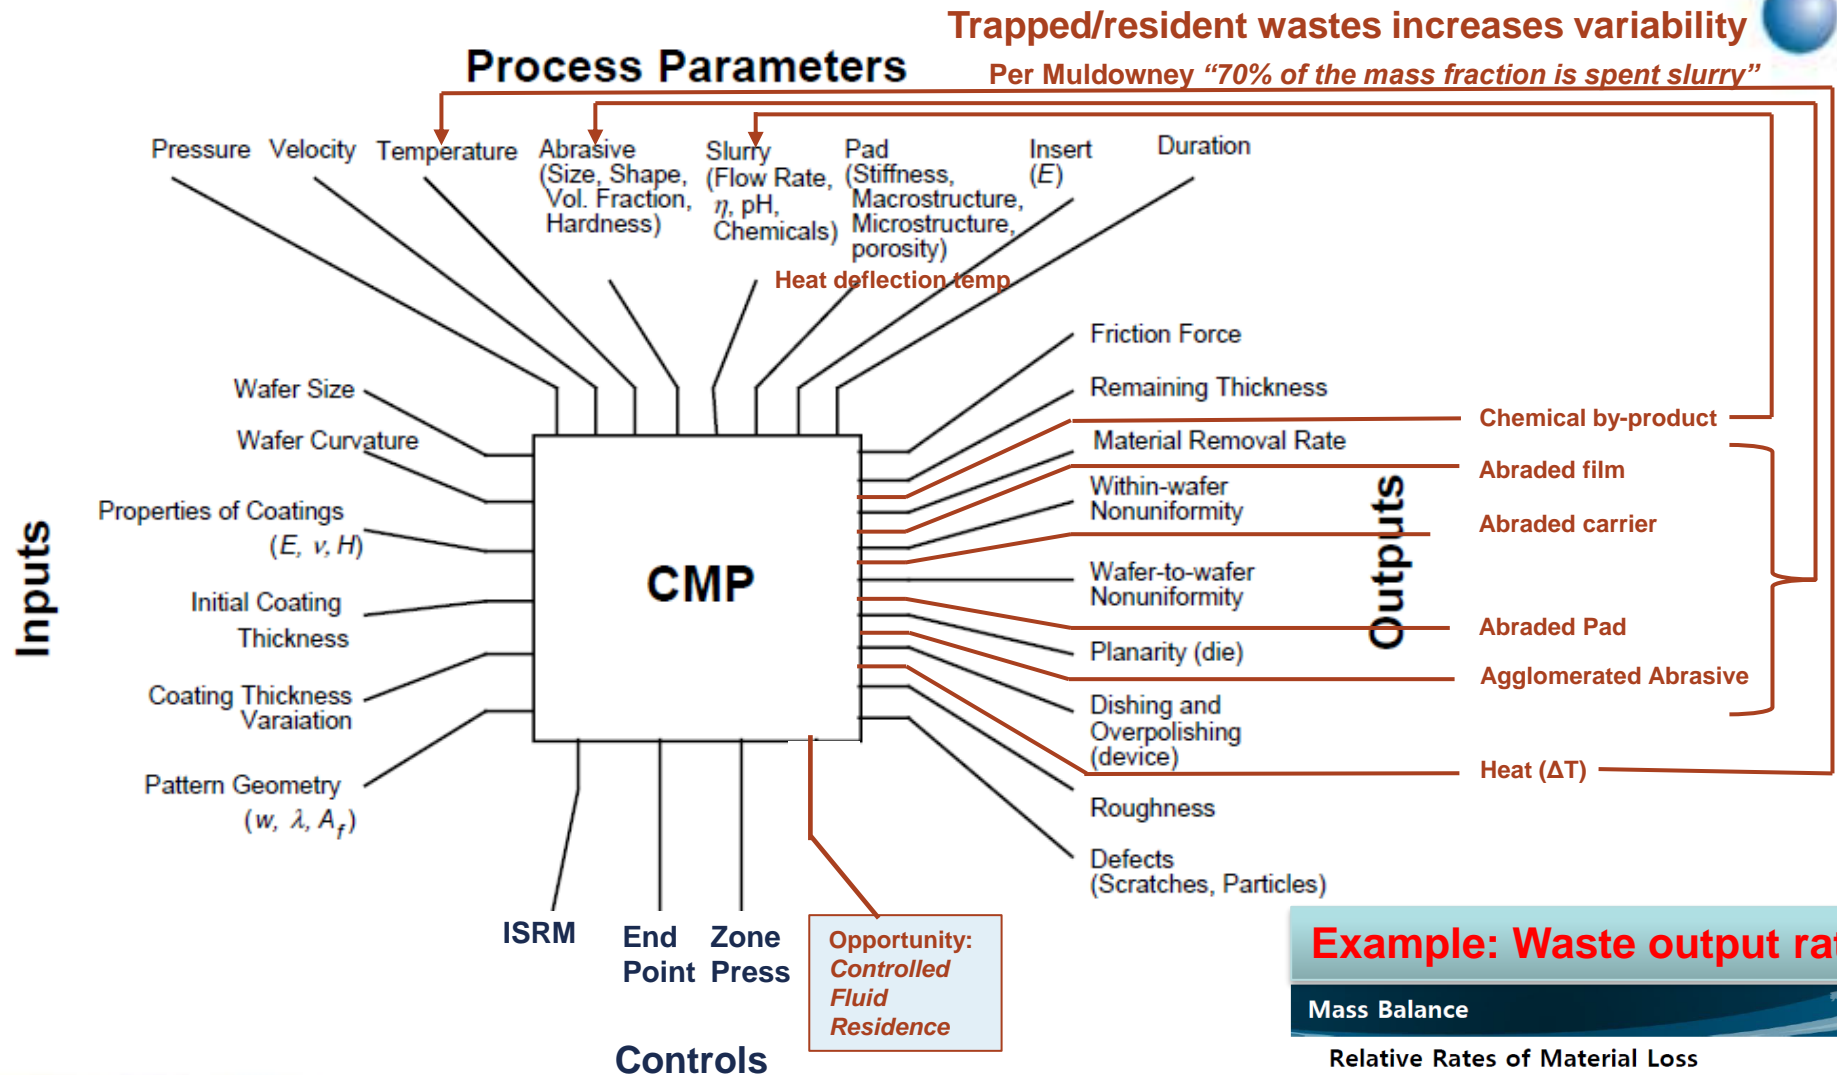 Trapped/resident wastes increases variability
Process Parameters
Per Muldowney “70% of the mass fraction is spent slurry”
Pressure
Velocity
Temperature
Abrasive
(Size, Shape,
Vol. Fraction,
Hardness)
Slurry
(Flow Rate,
η, pH,
Chemicals)
Pad
(Stiffness,
Macrostructure,
Microstructure,
porosity)
Heat deflection temp
Insert
(E)
Duration
Inputs
Wafer Size
Wafer Curvature
Properties of Coatings
(E, ν, H)
Initial Coating
Thickness
Coating Thickness
Varaiation
Pattern Geometry
(w, λ, Af)
CMP
Friction Force
Remaining Thickness
Material Removal Rate
Within-wafer
Nonuniformity
Wafer-to-wafer
Nonuniformity
Planarity (die)
Dishing and
Overpolishing
(device)
Roughness
Defects
(Scratches, Particles)
Outputs
Chemical by-product
Abraded film
Abraded carrier
Abraded Pad
Agglomerated Abrasive
Heat (ΔT)
ISRM
End
Point
Zone
Press
Opportunity:
Controlled
Fluid
Residence
Controls
Example: Waste output
Mass Balance
Relative Rates of Material Loss